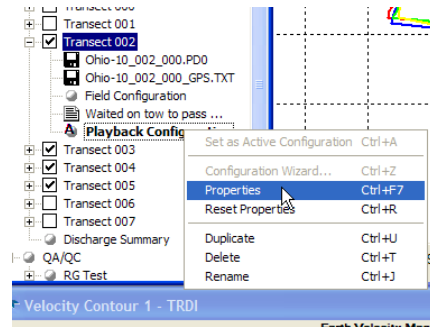 Transect 001
Transect 002
Ohio-10_002_000.PD0
Ohio-10_002_000_GPS.TXT
Field Configuration
Waited on tow to pass ...
Playback
Transect 003
Transect 004
Transect 005
Transect 006
Transect 007
Discharge Summary
QA/QC
RG Test
Set as Active Configuration Ctrl+A
Configuration Wizard... Ctrl+Z
Properties Ctrl+F7
Reset Properties Ctrl+R
Duplicate Ctrl+U
Delete Ctrl+T
Rename Ctrl+J
Velocity Contour 1 - TRDI